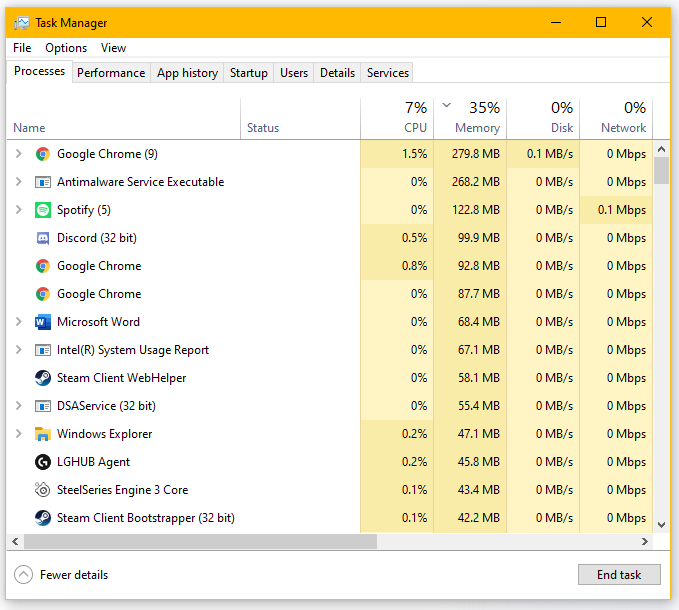 Task Manager
File Options View
Processes Performance App history Startup Users Details Services
7% 35% 0% 0%
Name Status CPU Memory Disk Network
Google Chrome (9) 1.5% 279.8 MB 0.1 MB/s 0 Mbps
Antimalware Service Executable 0% 268.2 MB 0 MB/s 0 Mbps
Spotify (5) 0% 122.8 MB 0 MB/s 0.1 Mbps
Discord (32 bit) 0.5% 99.9 MB 0 MB/s 0 Mbps
Google Chrome 0.8% 92.8 MB 0 MB/s 0 Mbps
Google Chrome 0% 87.7 MB 0 MB/s 0 Mbps
Microsoft Word 0% 68.4 MB 0 MB/s 0 Mbps
Intel(R) System Usage Report 0% 67.1 MB 0 MB/s 0 Mbps
Steam Client WebHelper 0% 58.1 MB 0 MB/s 0 Mbps
DSAService (32 bit) 0% 55.4 MB 0 MB/s 0 Mbps
Windows Explorer 0.2% 47.1 MB 0 MB/s 0 Mbps
LGHUB Agent 0.2% 45.8 MB 0 MB/s 0 Mbps
SteelSeries Engine 3 Core 0.1% 43.4 MB 0 MB/s 0 Mbps
Steam Client Bootstrapper (32 bit) 0.1% 42.2 MB 0 MB/s 0 Mbps
Fewer details End task